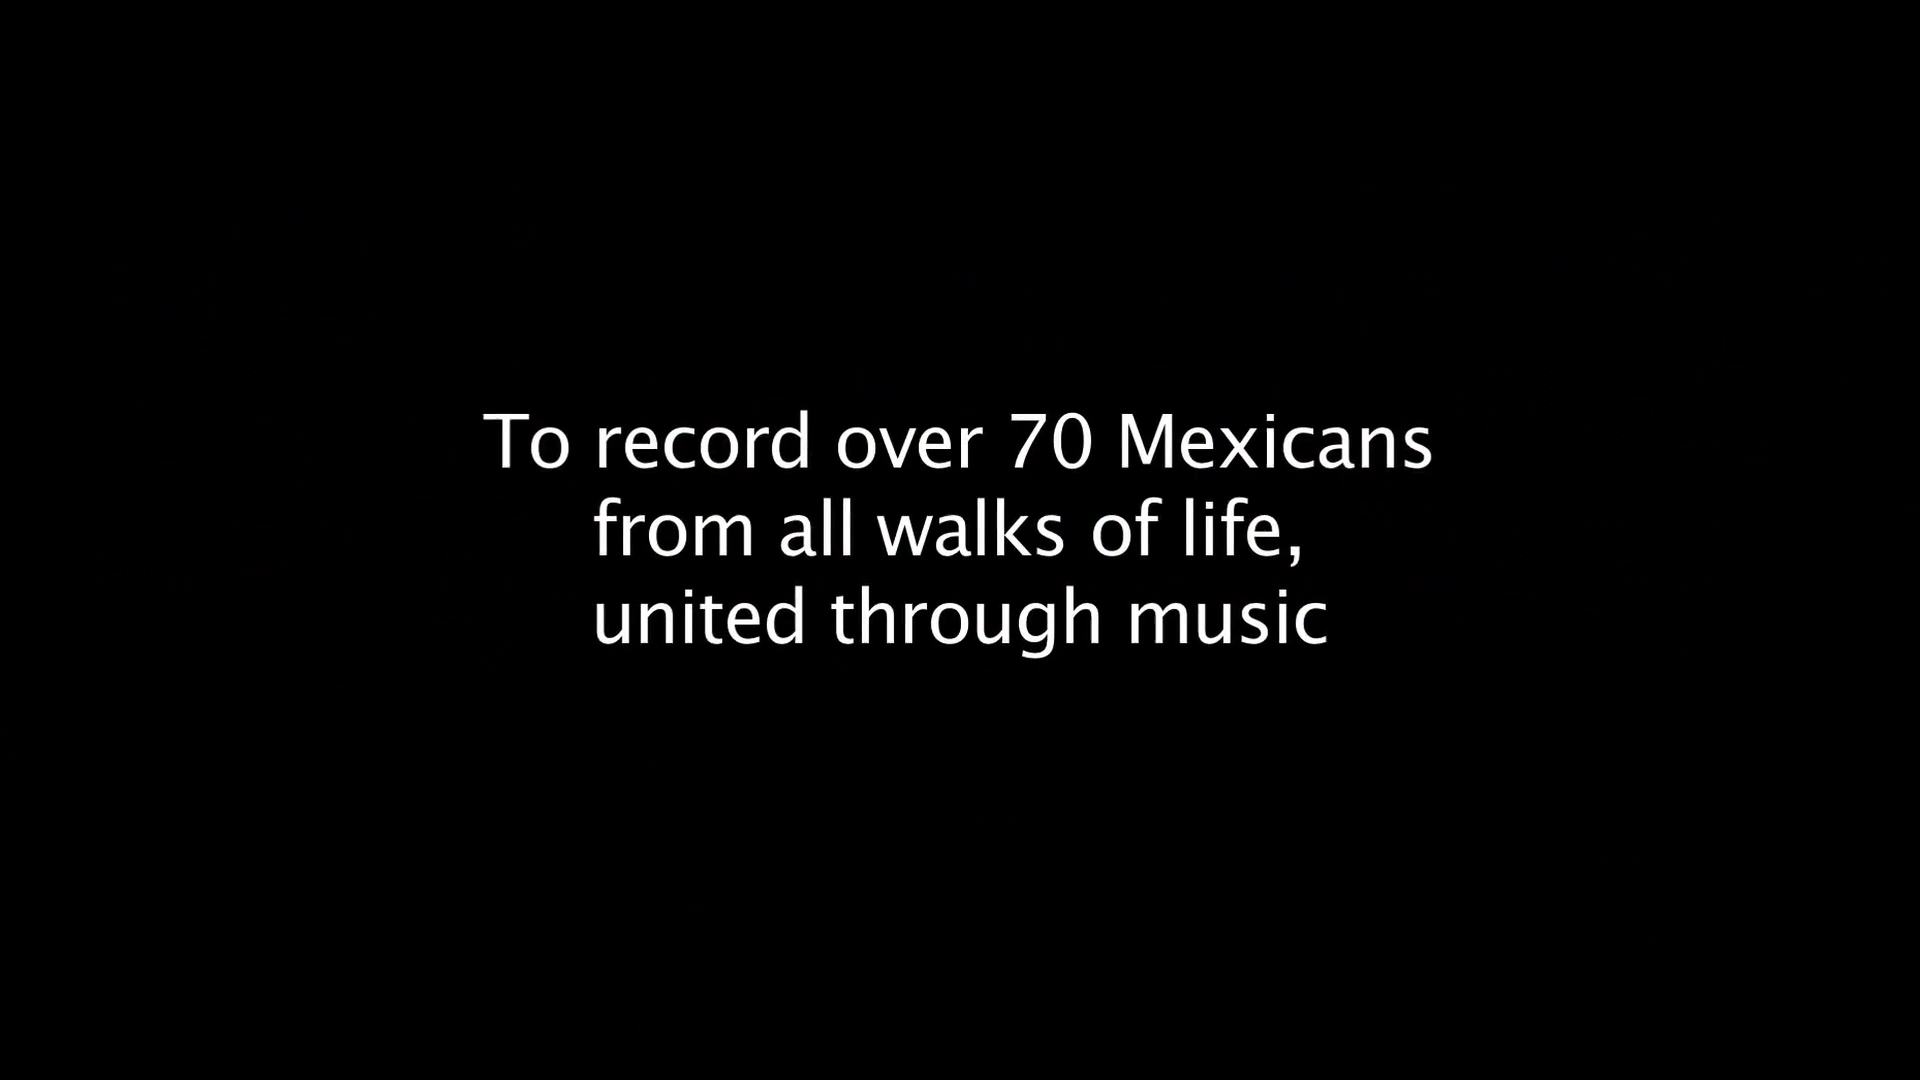 To record over 70 Mexicans
from all walks of life,
united through music